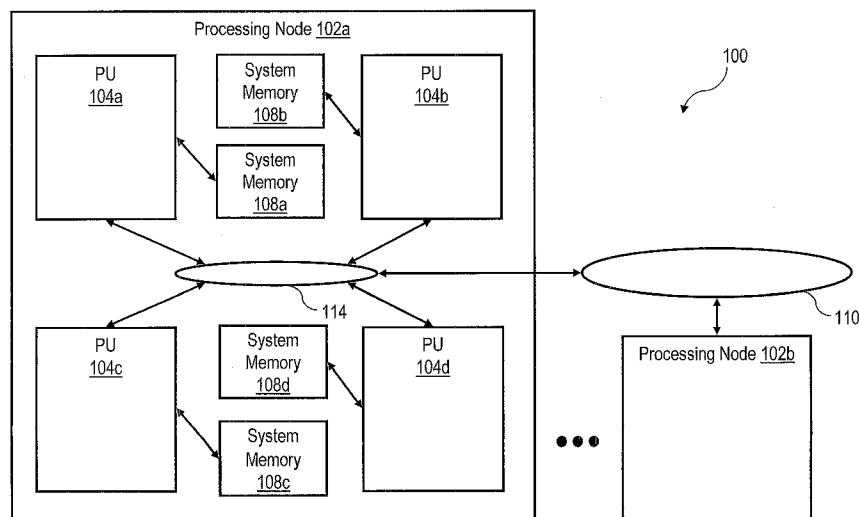 Processing Node 102a
PU
104a
System
Memory
108b
PU
104b
100
System
Memory
108a
114
110
PU
104c
System
Memory
108d
PU
104d
Processing Node 102b
System
Memory
108c